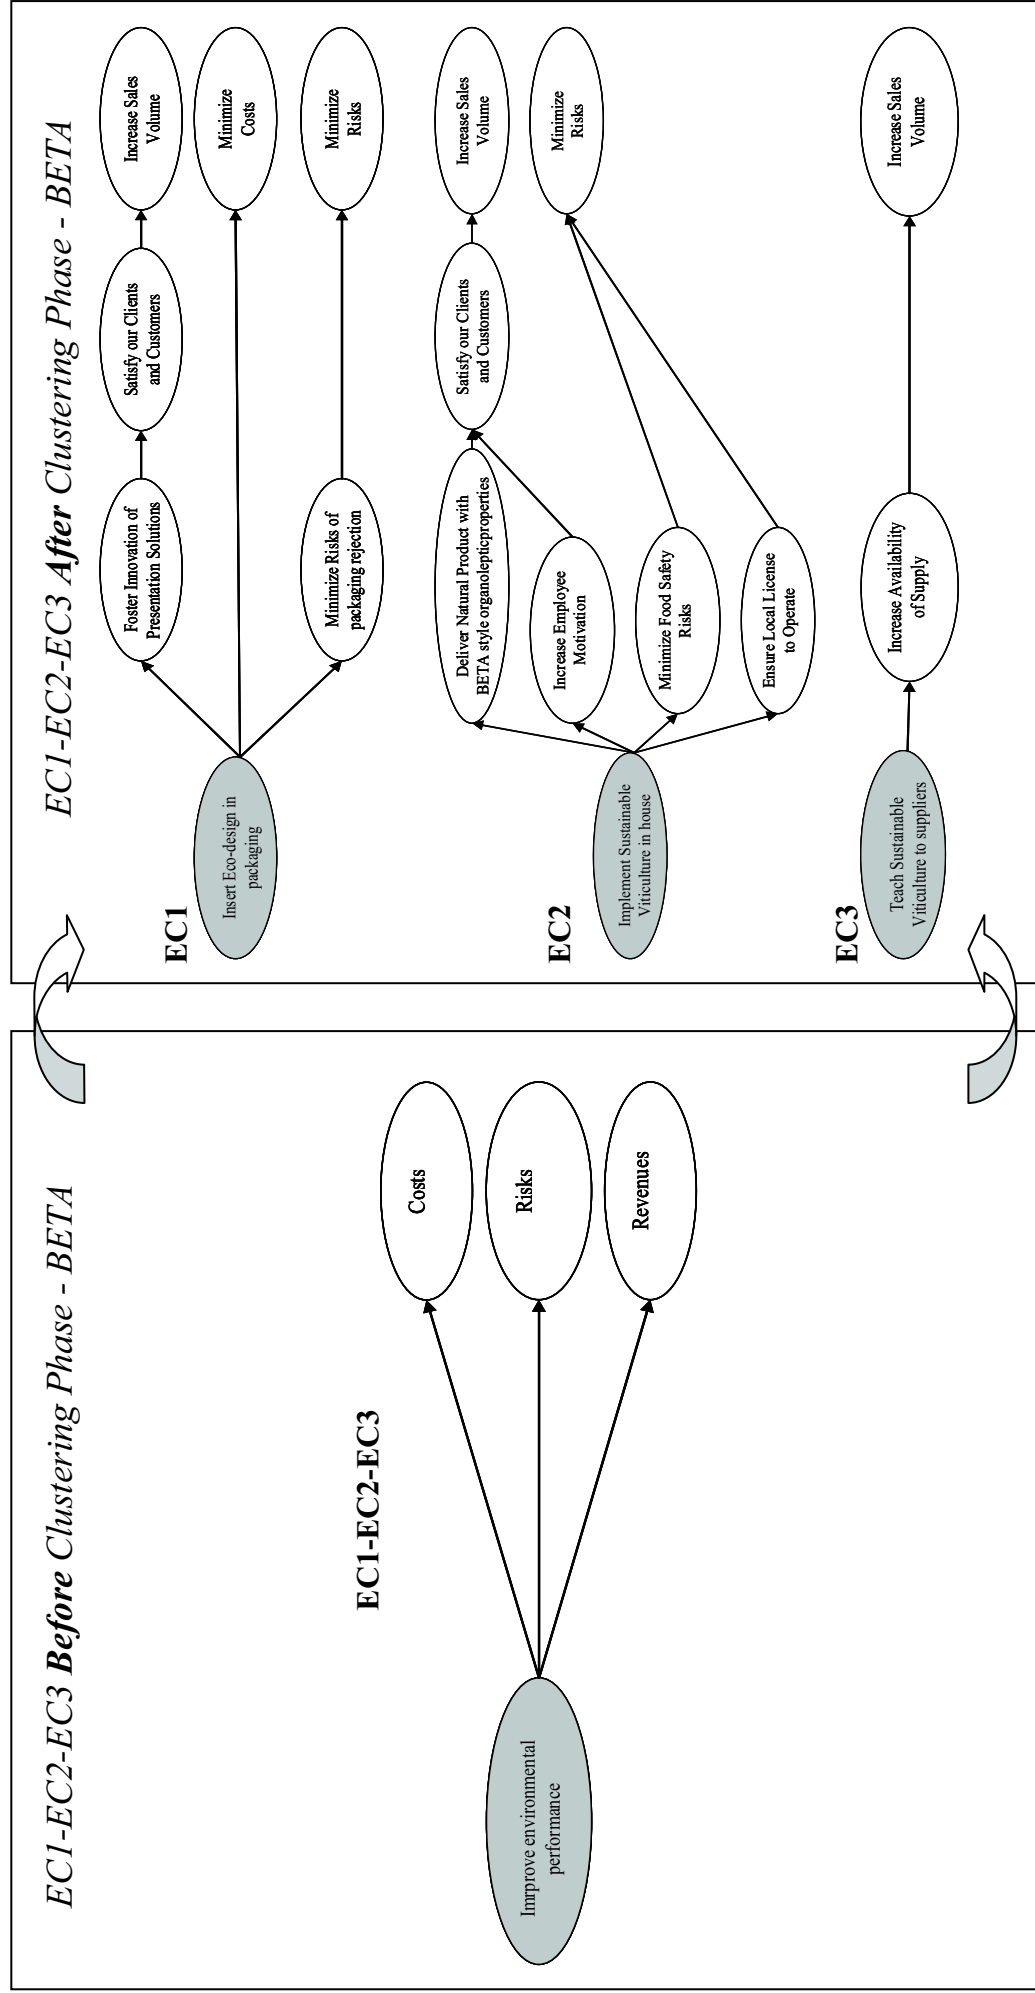 EC1-EC2-EC3 Before Clustering Phase - BETA
EC1-EC2-EC3
Imrprove environmental
performance
Costs
Risks
Revenues
EC1-EC2-EC3 After Clustering Phase - BETA
EC1
Insert Eco-design in
packaging
Foster Innovation of
Presentation Solutions
Satisfy our Clients
and Customers
Increase Sales
Volume
Minimize
Costs
Minimize Risks of
packaging rejection
Minimize
Risks
EC2
Implement Sustainable
Viticulture in house
Deliver Natural Product with
BETA style organolepticproperties
Satisfy our Clients
and Customers
Increase Sales
Volume
Increase Employee
Motivation
Minimize Food Safety
Risks
Minimize
Risks
Ensure Local License
to Operate
EC3
Teach Sustainable
Viticulture to suppliers
Increase Availability
of Supply
Increase Sales
Volume